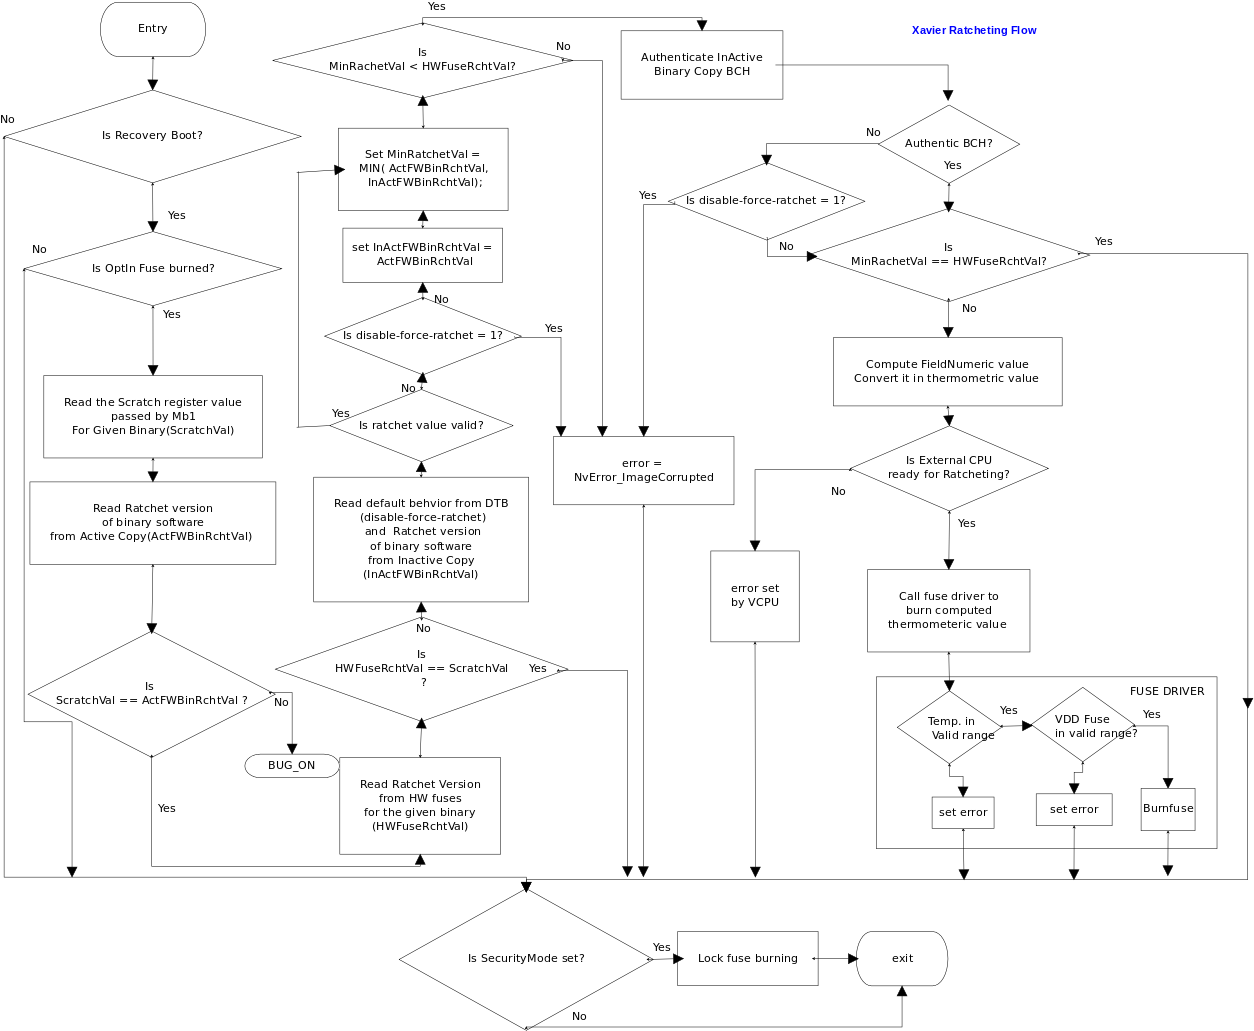 Xavier Ratcheting Flow
Entry
Is Recovery Boot?
No
Yes
Is OptIn Fuse burned?
No
Yes
Read the Scratch register value
passed by Mb1
For Given Binary(ScratchVal)
Read Ratchet version
of binary software
from Active Copy(ActFWBinRchtVal)
Is
ScratchVal == ActFWBinRchtVal ?
No
BUG_ON
Yes
Read Ratchet Version
from HW fuses
for the given binary
(HWFuseRchtVal)
No
Is
HWFuseRchtVal == ScratchVal
?
Yes
Read default behvior from DTB
(disable-force-ratchet)
and Ratchet version
of binary software
from Inactive Copy
(InActFWBinRchtVal)
No
Yes
Is ratchet value valid?
No
Is disable-force-ratchet = 1?
Yes
set InActFWBinRchtVal =
ActFWBinRchtVal
Set MinRatchetVal =
MIN( ActFWBinRchtVal,
InActFWBinRchtVal);
Yes
Is
MinRachetVal < HWFuseRchtVal?
No
error =
NvError_ImageCorrupted
Authenticate InActive
Binary Copy BCH
Authentic BCH?
No
Yes
Is disable-force-ratchet = 1?
Yes
No
Is
MinRachetVal == HWFuseRchtVal?
Yes
No
Compute FieldNumeric value
Convert it in thermometric value
Is External CPU
ready for Ratcheting?
No
Yes
error set
by VCPU
Call fuse driver to
burn computed
thermometeric value
FUSE DRIVER
Temp. in
Valid range
Yes
VDD Fuse
in valid range?
Yes
set error
set error
Burnfuse
Is SecurityMode set?
Yes
Lock fuse burning
exit
No